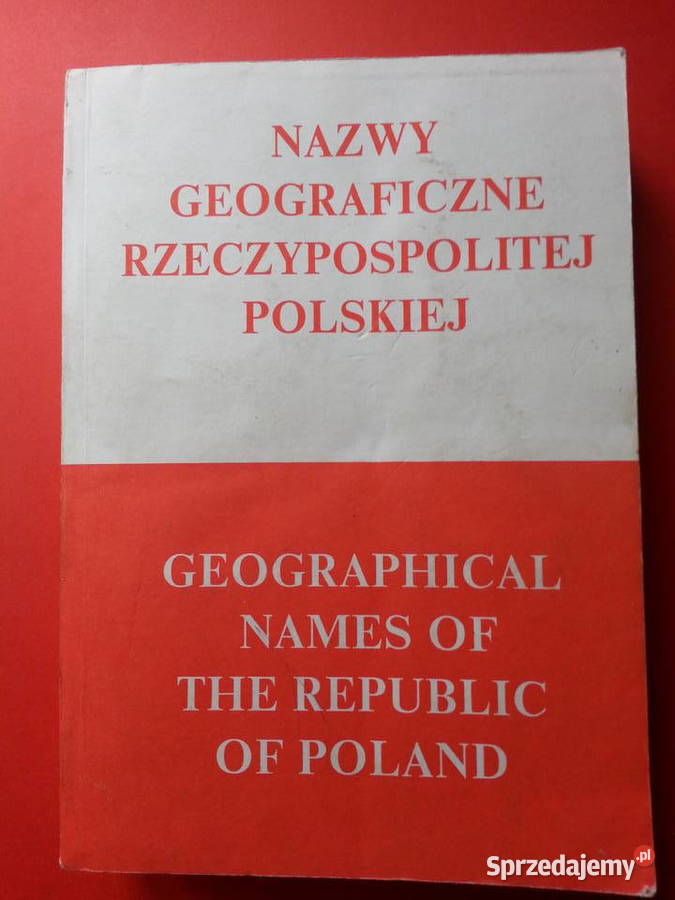 NAZWY
GEOGRAFICZNE
RZECZYPOSPOLITEJ
POLSKIEJ
GEOGRAPHICAL
NAMES OF
THE REPUBLIC
OF POLAND
Sprzedajemy.pl